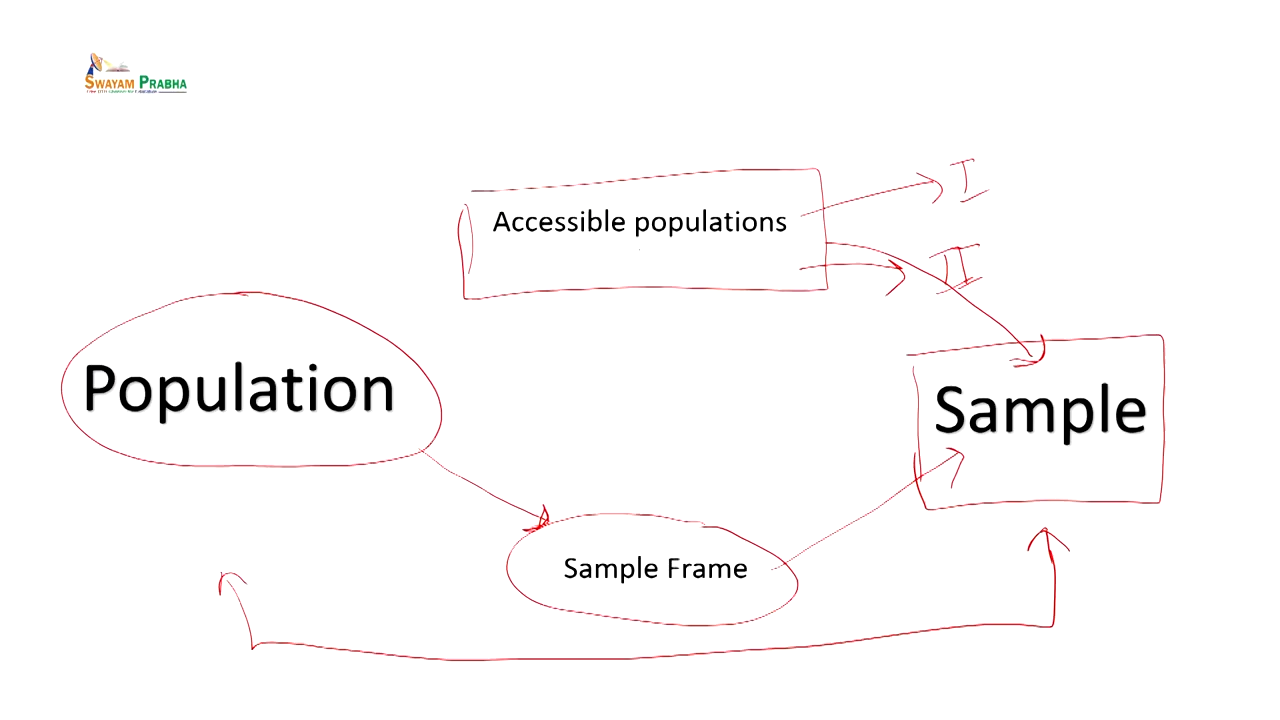 SWAYAM PRABHA
Accessible populations
I
II
Population
Sample
Sample Frame